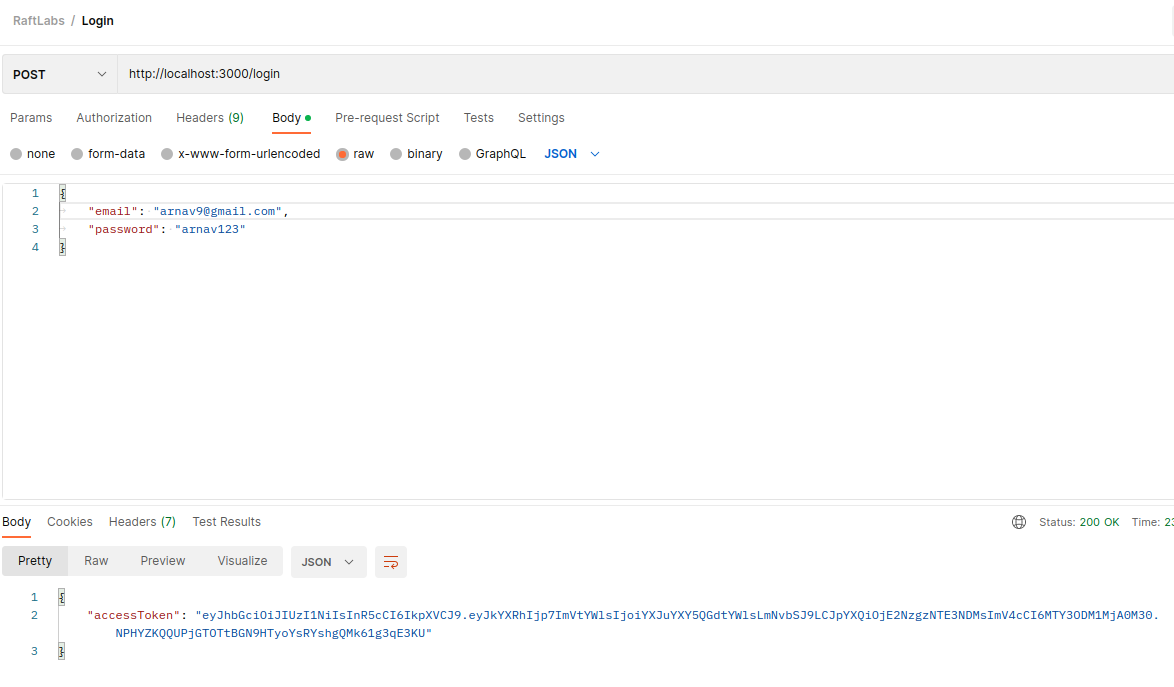 RaftLabs / Login
POST http://localhost:3000/login
Params Authorization Headers (9) Body Pre-request Script Tests Settings
none form-data x-www-form-urlencoded raw binary GraphQL JSON
1 {
2 "email": "arnav9@gmail.com",
3 "password": "arnav123"
4 }
Body Cookies Headers (7) Test Results Status: 200 OK Time: 23
Pretty Raw Preview Visualize JSON
1 {
2 "accessToken": "eyJhbGciOiJIUzI1NiIsInR5cCI6IkpXVCJ9.eyJkYXRhIjp7ImVtYWlsIjoiYXJuYXY5QGdtYWlsLmNvbSJ9LCJpYXQiOjE2NzgzNTE3NDMsImV4cCI6MTY3ODM1MjA0M30.
NPHYZKQQUPjGTOTtBGN9HTyoYsRYshgQMk61g3qE3KU"
3 }